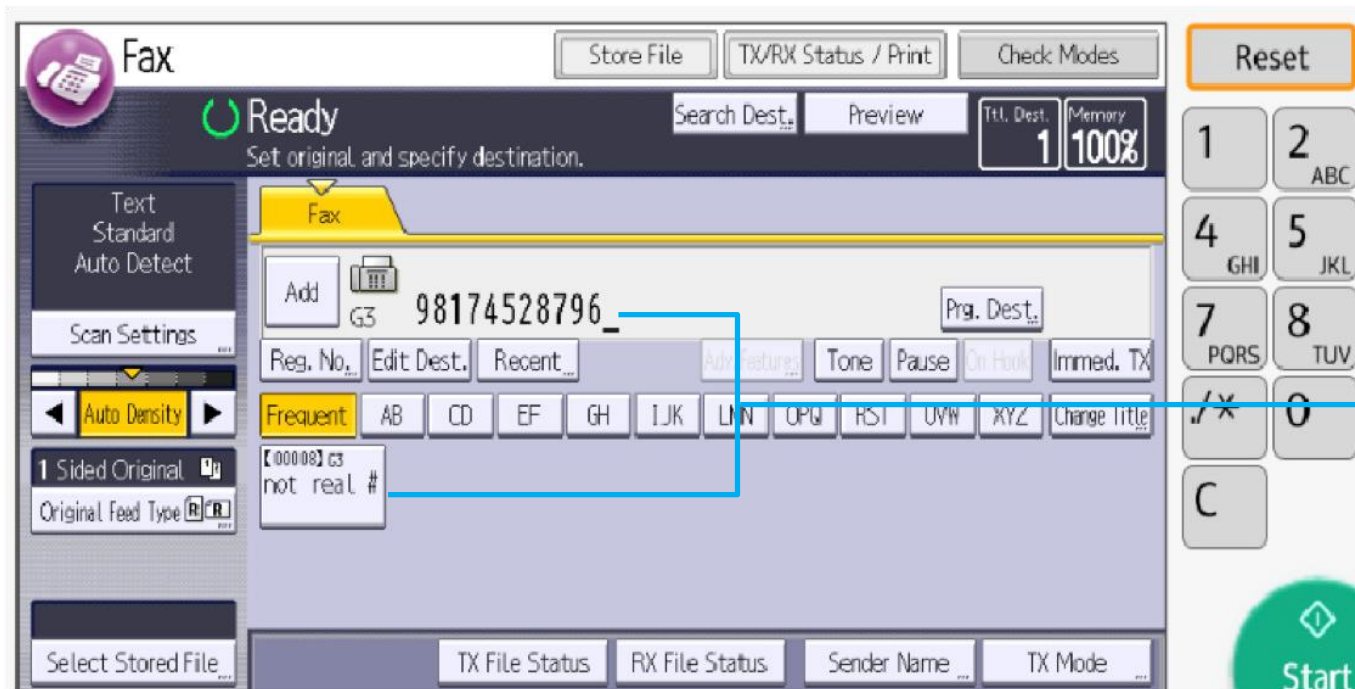 Fax
Store File
TX/RX Status / Print
Check Modes
Reset
Ready
Search Dest.
Preview
Ttl. Dest.
1
Memory
100%
Set original and specify destination.
Text
Standard
Auto Detect
Scan Settings
Auto Density
1 Sided Original
Original Feed Type
Select Stored File
Fax
Add
G3
98174528796_
Prg. Dest.
Reg. No.
Edit Dest.
Recent
Adv. Features
Tone
Pause
On Hook
Immed. TX
Frequent
AB
CD
EF
GH
IJK
LMN
OPQ
RST
UVW
XYZ
Change Title
【00008】G3
not real #
TX File Status
RX File Status
Sender Name
TX Mode
1
2
ABC
4
GHI
5
JKL
7
PQRS
8
TUV
./*
0
C
Start